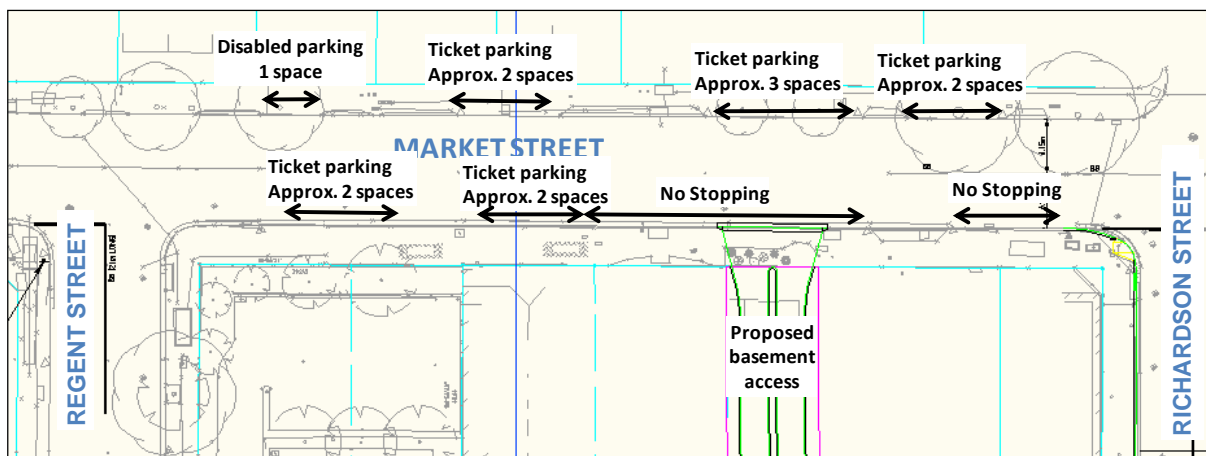 Disabled parking
1 space
Ticket parking
Approx. 2 spaces
Ticket parking
Approx. 3 spaces
Ticket parking
Approx. 2 spaces
MARKET STREET
Ticket parking
Approx. 2 spaces
Ticket parking
Approx. 2 spaces
No Stopping
No Stopping
REGENT STREET
RICHARDSON STREET
Proposed
basement
access